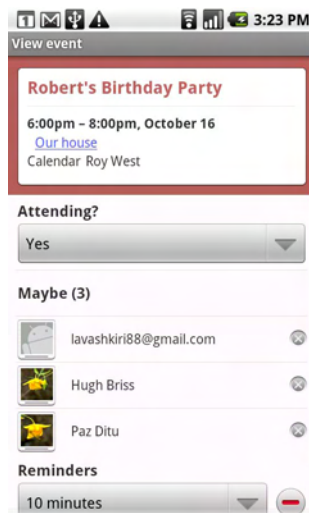 1 3:23 PM
View event
Robert's Birthday Party
6:00pm – 8:00pm, October 16
Our house
Calendar Roy West
Attending?
Yes
Maybe (3)
lavashkiri88@gmail.com
Hugh Briss
Paz Ditu
Reminders
10 minutes